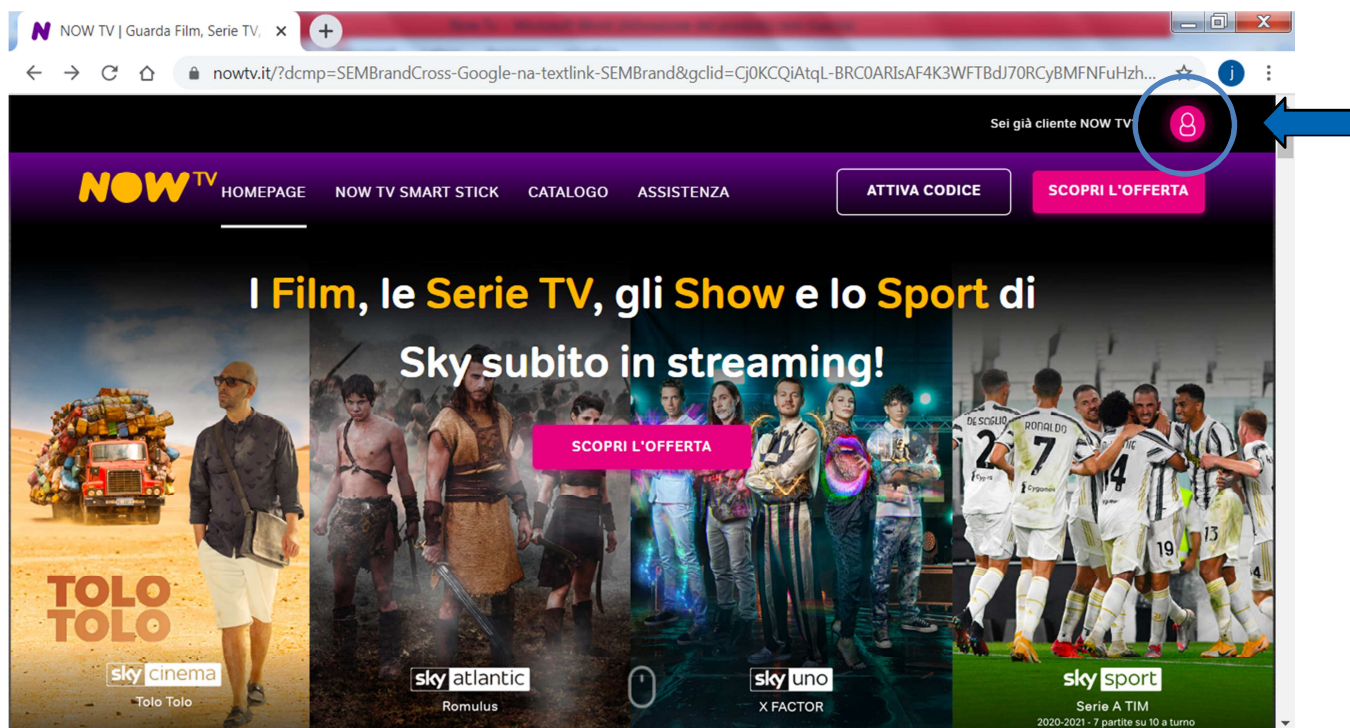 NOW TV | Guarda Film, Serie TV,
nowtv.it/?dcmp=SEMBrandCross-Google-na-textlink-SEMBrand&gclid=Cj0KCQiAtqL-BRC0ARIsAF4K3WFTBdJ70RCyBMFNFuHzh...
j
Sei già cliente NOW TV?
NOW TV
HOMEPAGE
NOW TV SMART STICK
CATALOGO
ASSISTENZA
ATTIVA CODICE
SCOPRI L'OFFERTA
I Film, le Serie TV, gli Show e lo Sport di
Sky subito in streaming!
SCOPRI L'OFFERTA
DE SCIGLIO
2
RONALDO
7
4
19
13
TOLO
TOLO
sky cinema
Tolo Tolo
sky atlantic
Romulus
sky uno
X FACTOR
sky sport
Serie A TIM
2020-2021 - 7 partite su 10 a turno